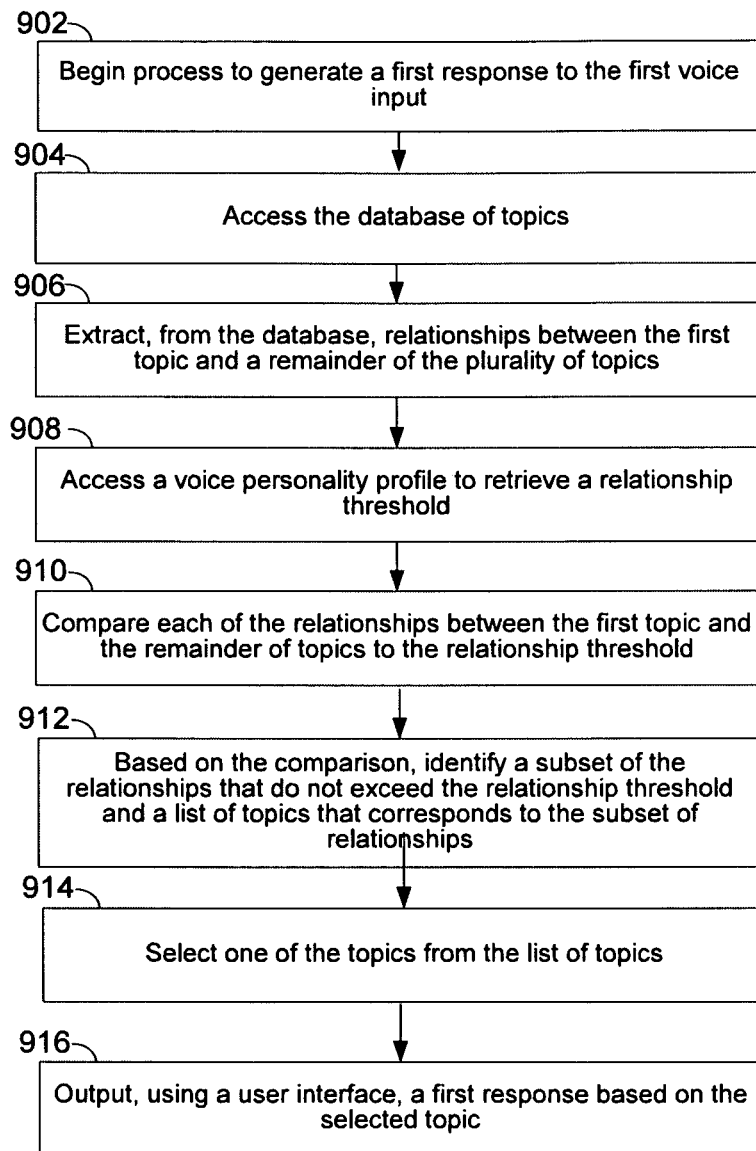 902
Begin process to generate a first response to the first voice
input
904
Access the database of topics
906
Extract, from the database, relationships between the first
topic and a remainder of the plurality of topics
908
Access a voice personality profile to retrieve a relationship
threshold
910
Compare each of the relationships between the first topic and
the remainder of topics to the relationship threshold
912
Based on the comparison, identify a subset of the
relationships that do not exceed the relationship threshold
and a list of topics that corresponds to the subset of
relationships
914
Select one of the topics from the list of topics
916
Output, using a user interface, a first response based on the
selected topic